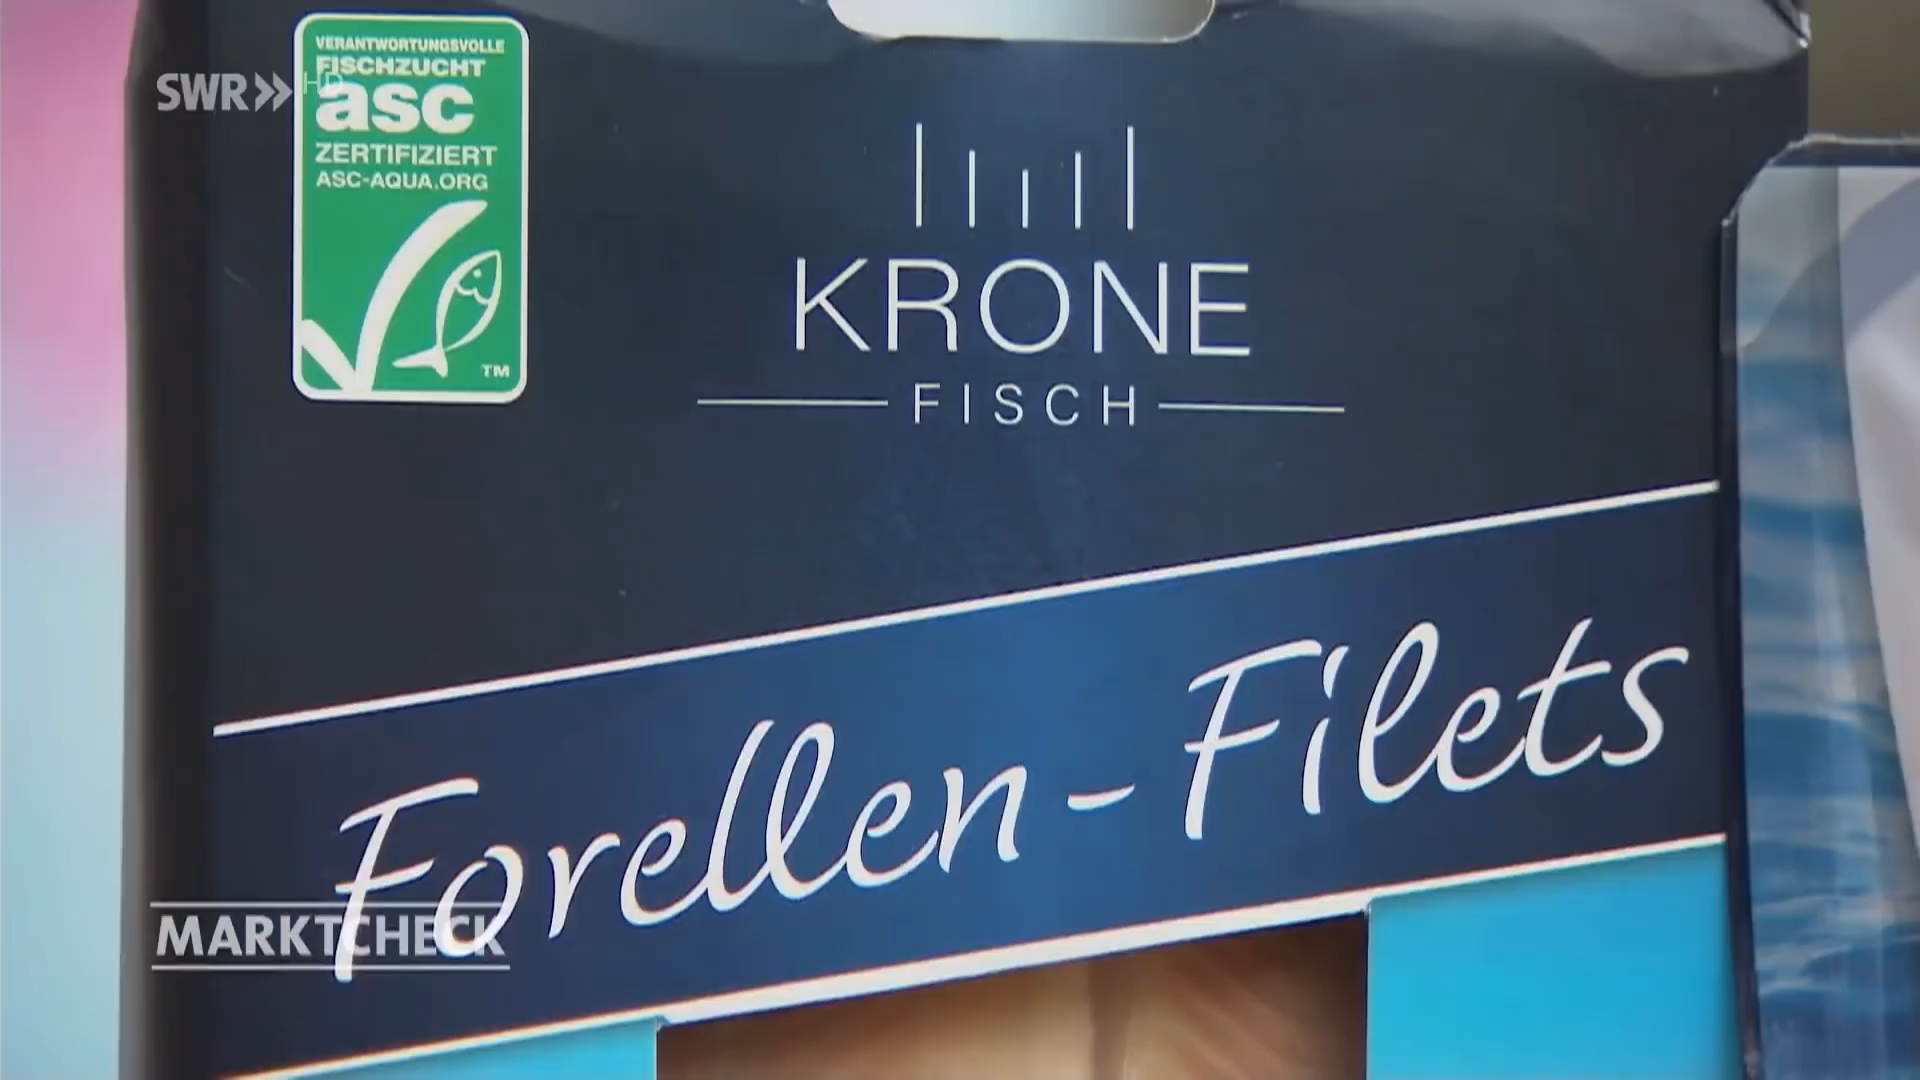 VERANTWORTUNGSVOLLE
FISCHZUCHT
SWR» HD
asc
ZERTIFIZIERT
ASC-AQUA.ORG
TM
KRONE
FISCH
Forellen-Filets
MARKTCHECK